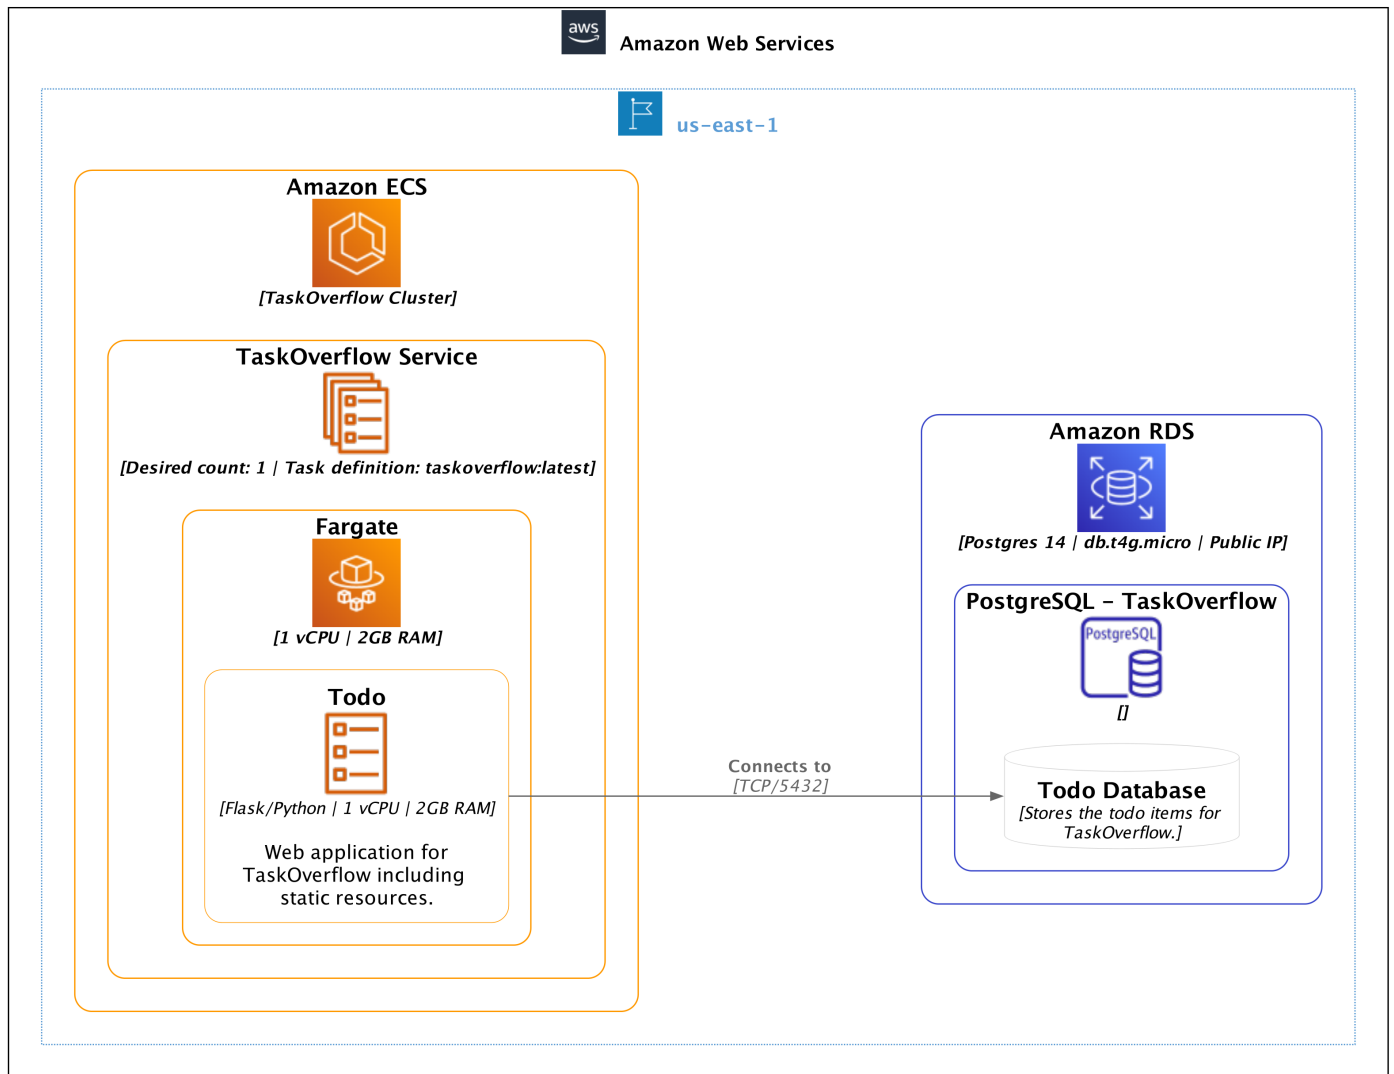 aws
Amazon Web Services
us-east-1
Amazon ECS
[TaskOverflow Cluster]
TaskOverflow Service
[Desired count: 1 | Task definition: taskoverflow:latest]
Fargate
[1 vCPU | 2GB RAM]
Todo
[Flask/Python | 1 vCPU | 2GB RAM]
Web application for
TaskOverflow including
static resources.
Connects to
[TCP/5432]
Amazon RDS
[Postgres 14 | db.t4g.micro | Public IP]
PostgreSQL – TaskOverflow
PostgreSQL
[]
Todo Database
[Stores the todo items for
TaskOverflow.]